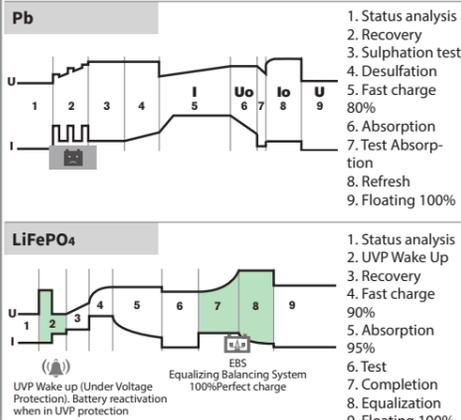 Pb
U
I
1
2
3
4
I
5
Uo
6
7
Io
8
U
9
1. Status analysis
2. Recovery
3. Sulphation test
4. Desulfation
5. Fast charge
80%
6. Absorption
7. Test Absorp-
tion
8. Refresh
9. Floating 100%
LiFePO4
U
I
1
2
3
4
5
6
7
8
9
UVP Wake up (Under Voltage
Protection). Battery reactivation
when in UVP protection
EBS
Equalizing Balancing System
100%Perfect charge
1. Status analysis
2. UVP Wake Up
3. Recovery
4. Fast charge
90%
5. Absorption
95%
6. Test
7. Completion
8. Equalization
9. Floating 100%